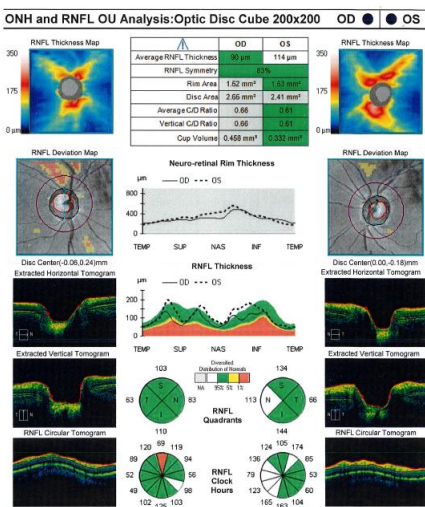 ONH and RNFL OU Analysis:Optic Disc Cube 200x200 OD OS
RNFL Thickness Map
350
175
0 µm
OD OS
Average RNFL Thickness 90 µm 114 µm
RNFL Symmetry 83%
Rim Area 1.62 mm² 1.53 mm²
Disc Area 2.66 mm² 2.41 mm²
Average C/D Ratio 0.66 0.61
Vertical C/D Ratio 0.66 0.61
Cup Volume 0.458 mm³ 0.332 mm³
RNFL Thickness Map
350
175
0 µm
RNFL Deviation Map
Disc Center(-0.06,0.24)mm
Neuro-retinal Rim Thickness
µm OD OS
800
400
0
TEMP SUP NAS INF TEMP
RNFL Deviation Map
Disc Center(0.00,-0.18)mm
Extracted Horizontal Tomogram
RNFL Thickness
µm OD OS
200
100
0
TEMP SUP NAS INF TEMP
Extracted Horizontal Tomogram
Extracted Vertical Tomogram
Diversified
Distribution of Normals
NA 95% 5% 1%
103
S
63 T N 83
I
110
RNFL
Quadrants
134
S
113 N T 66
I
144
Extracted Vertical Tomogram
RNFL Circular Tomogram
120 69 119
89 94
52 56
49 98
102 125 103
RNFL
Clock
Hours
124 105 174
136 85
79 53
123 60
165 163 104
RNFL Circular Tomogram